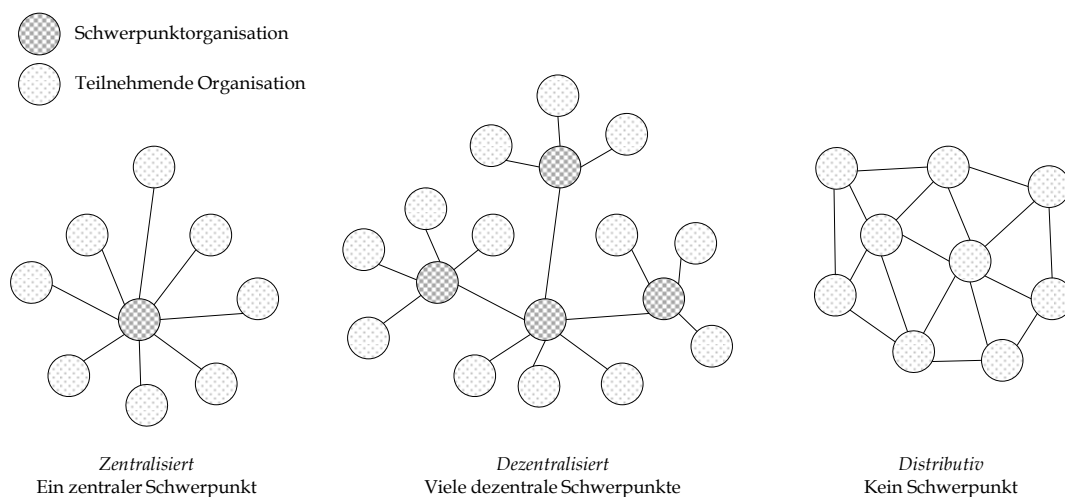 Schwerpunktorganisation
Teilnehmende Organisation
Zentralisiert
Ein zentraler Schwerpunkt
Dezentralisiert
Viele dezentrale Schwerpunkte
Distributiv
Kein Schwerpunkt